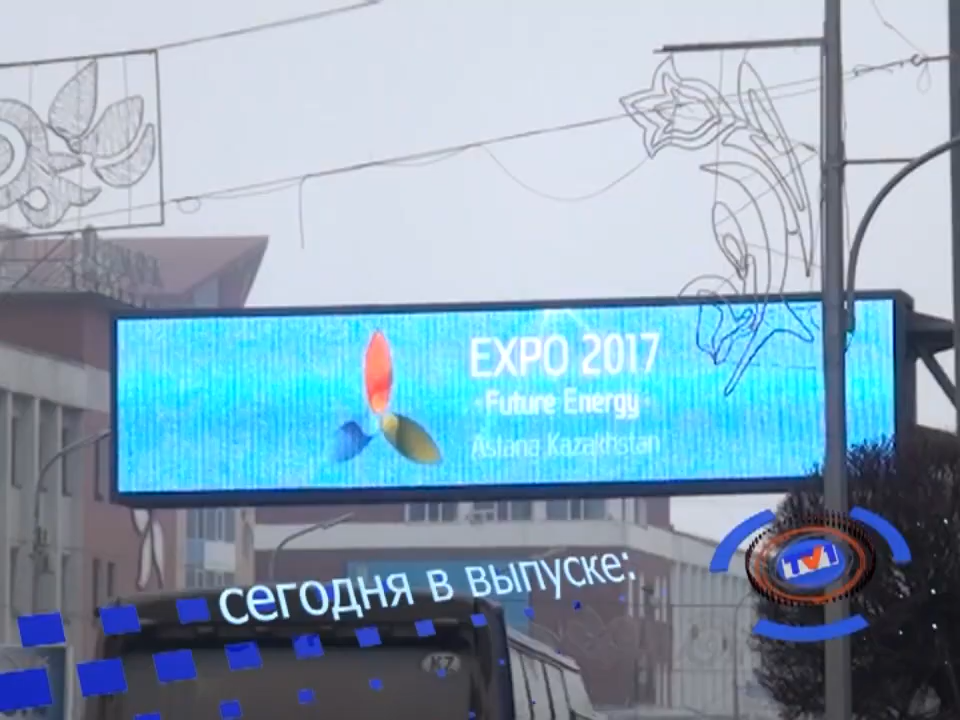 EXPO 2017
·Future Energy·
Astana Kazakhstan
сегодня в выпуске:
TV1
KZ